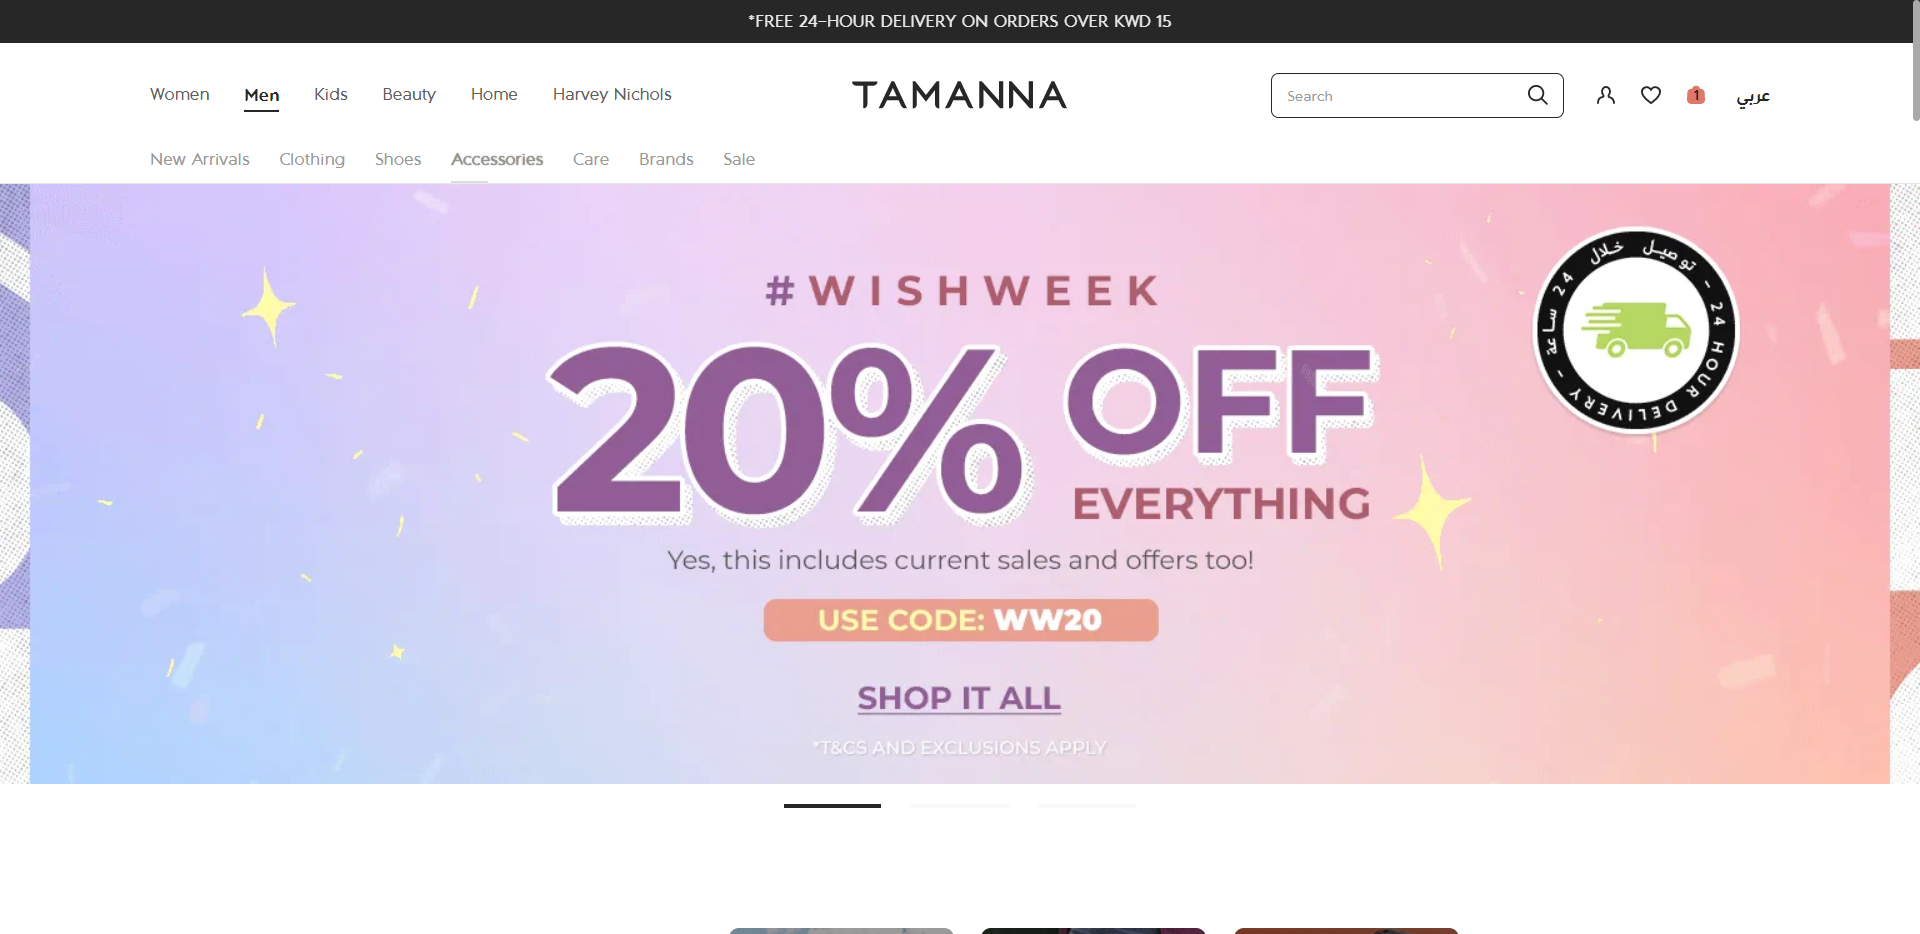 *FREE 24-HOUR DELIVERY ON ORDERS OVER KWD 15
Women Men Kids Beauty Home Harvey Nichols
TAMANNA
Search
1
عربي
New Arrivals Clothing Shoes Accessories Care Brands Sale
#WISHWEEK
20% OFF
EVERYTHING
Yes, this includes current sales and offers too!
USE CODE: WW20
SHOP IT ALL
*T&CS AND EXCLUSIONS APPLY
توصيل خلال 24 ساعة - 24 HOUR DELIVERY -